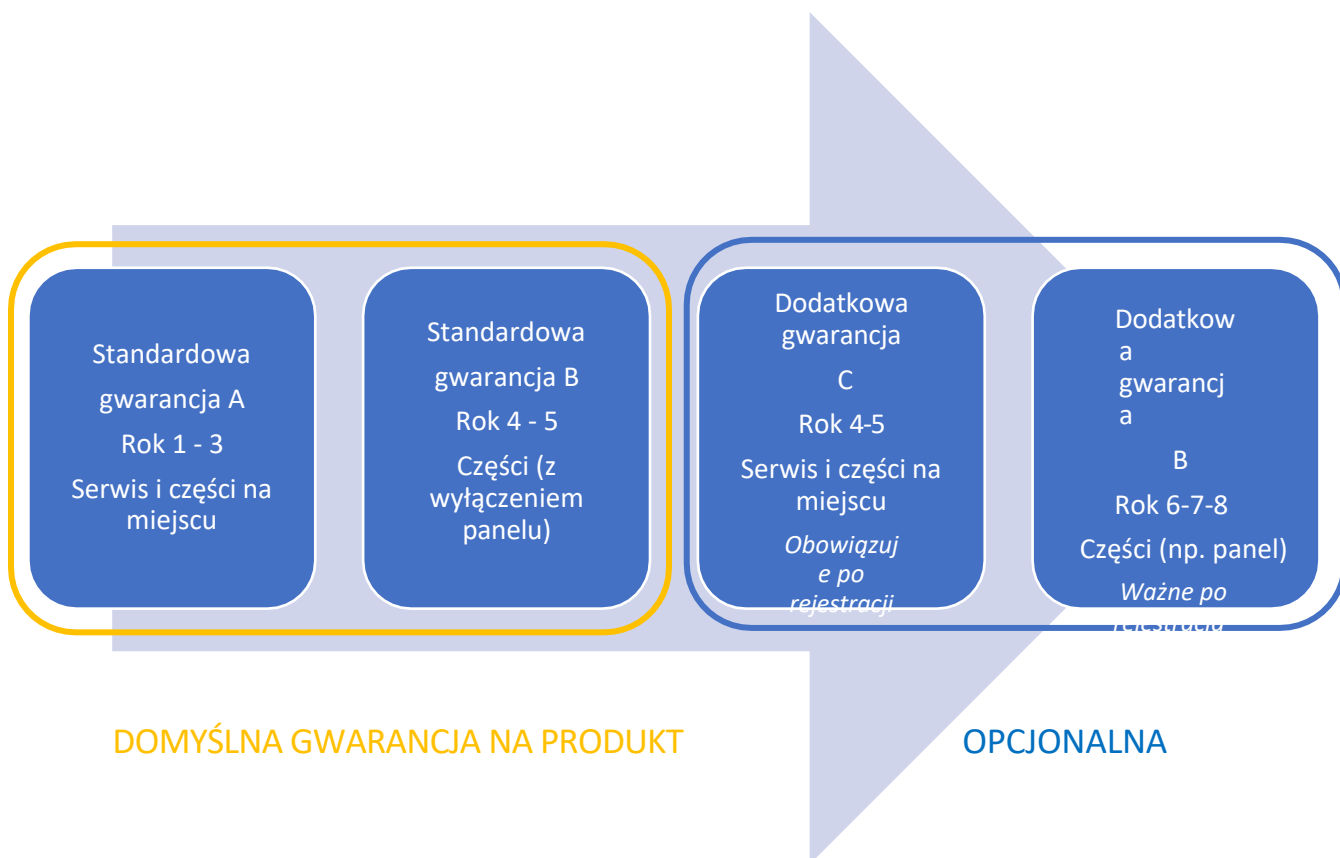 Standardowa
gwarancja A
Rok 1 - 3
Serwis i części na
miejscu
Standardowa
gwarancja B
Rok 4 - 5
Części (z
wyłączeniem
panelu)
Dodatkowa
gwarancja
C
Rok 4-5
Serwis i części na
miejscu
Obowiązuj
e po
rejestracji
Dodatkow
a
gwarancj
a
B
Rok 6-7-8
Części (np. panel)
Ważne po
DOMYŚLNA GWARANCJA NA PRODUKT
OPCJONALNA